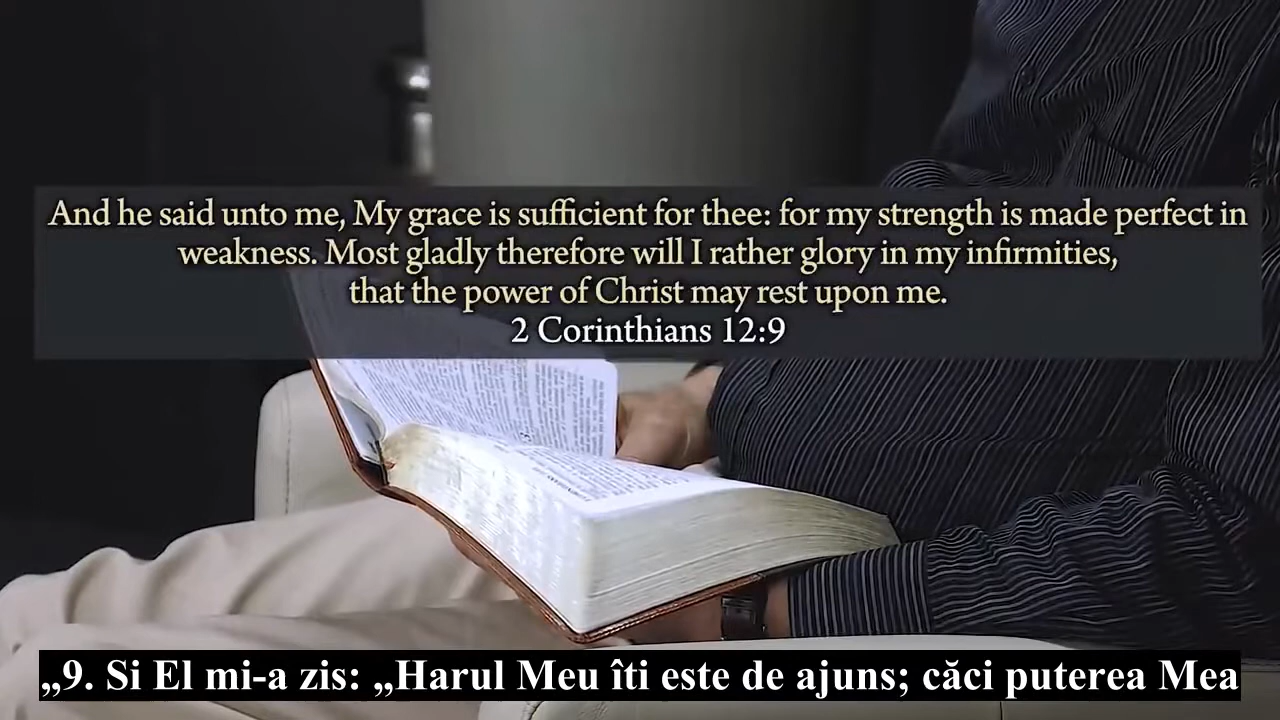 And he said unto me, My grace is sufficient for thee: for my strength is made perfect in
weakness. Most gladly therefore will I rather glory in my infirmities,
that the power of Christ may rest upon me.
2 Corinthians 12:9
„9. Si El mi-a zis: „Harul Meu îti este de ajuns; căci puterea Mea